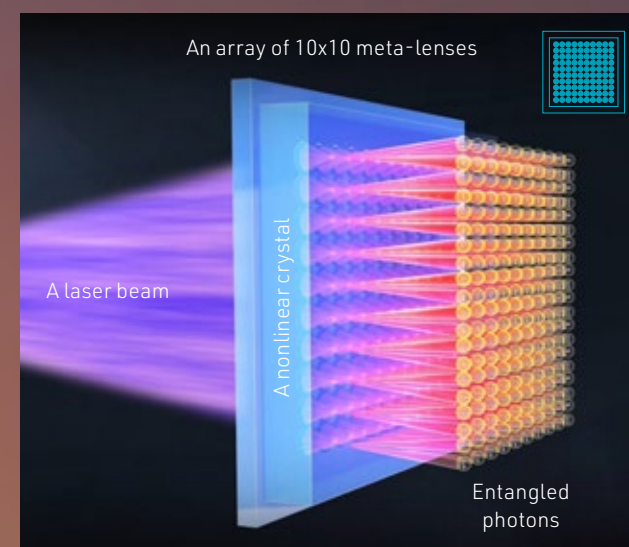 An array of 10x10 meta-lenses
A laser beam
A nonlinear crystal
Entangled
photons